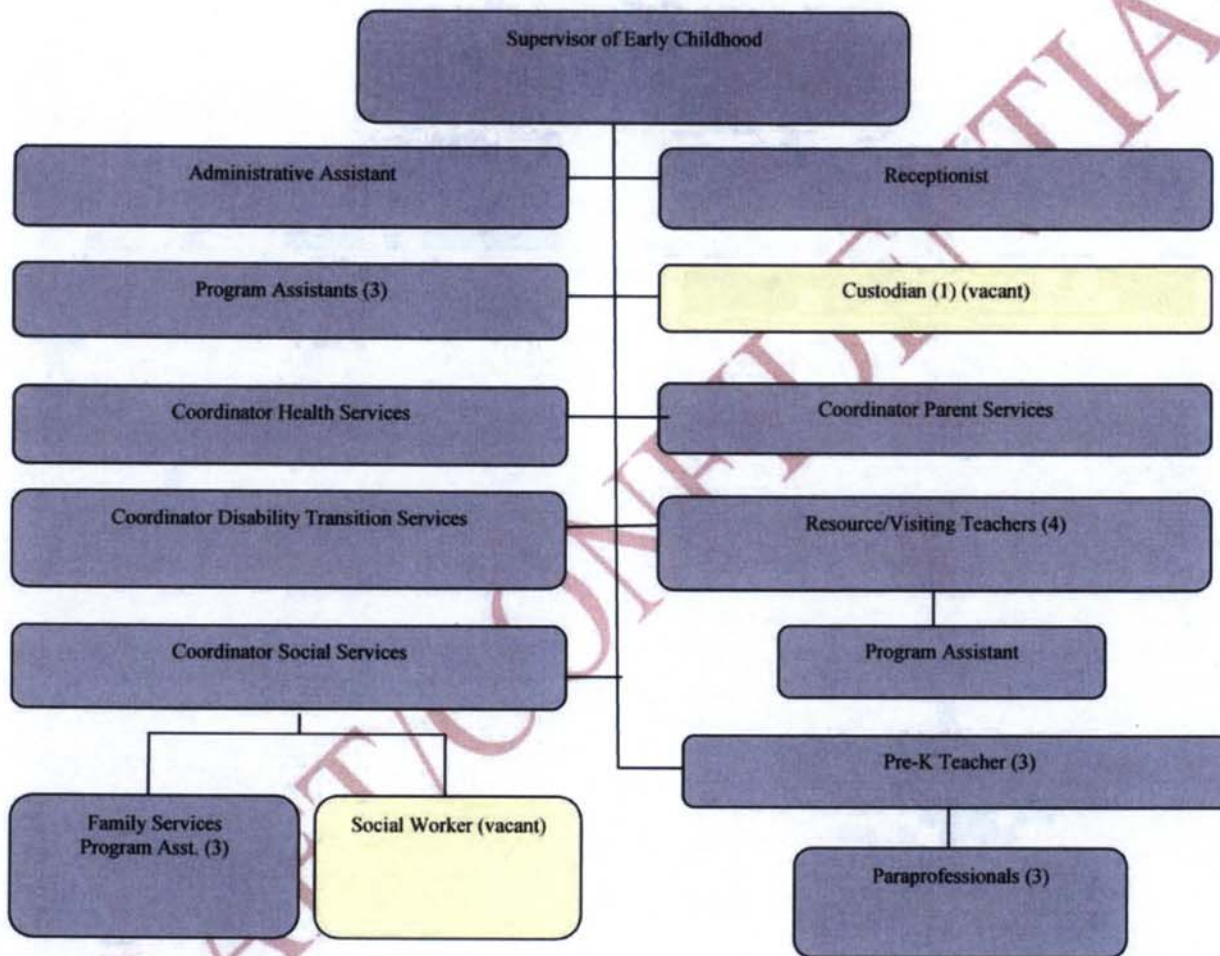 Supervisor of Early Childhood
Administrative Assistant
Receptionist
Program Assistants (3)
Custodian (1) (vacant)
Coordinator Health Services
Coordinator Parent Services
Coordinator Disability Transition Services
Resource/Visiting Teachers (4)
Coordinator Social Services
Program Assistant
Pre-K Teacher (3)
Family Services
Program Asst. (3)
Social Worker (vacant)
Paraprofessionals (3)